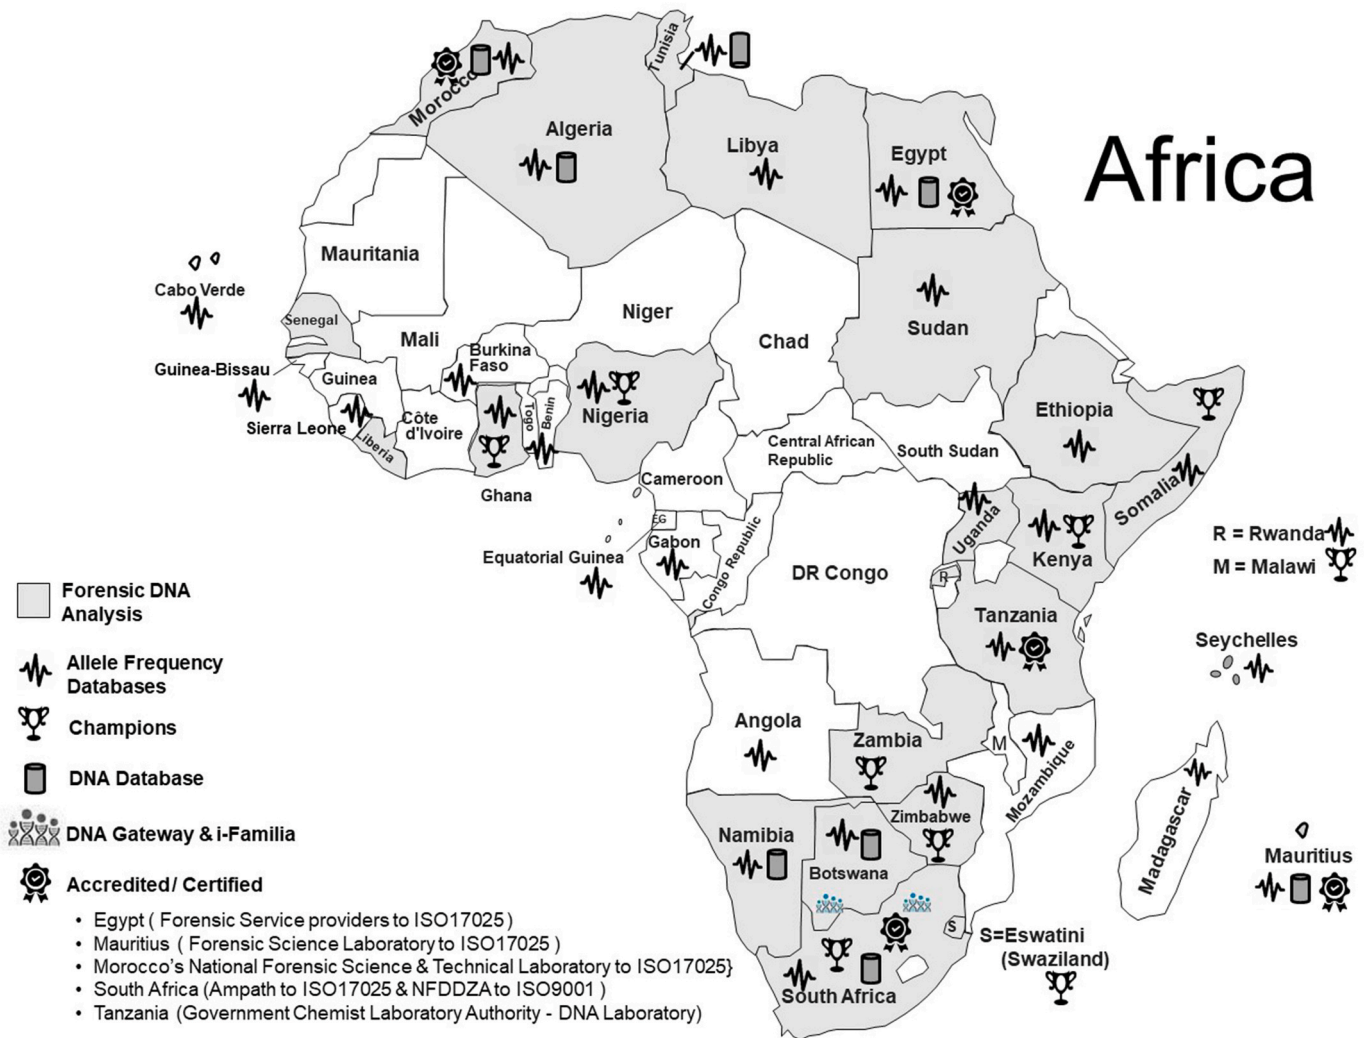 Africa
Tunisia
Morocco
Algeria
Libya
Egypt
Mauritania
Cabo Verde
Senegal
Mali
Niger
Chad
Sudan
Burkina
Faso
Guinea-Bissau
Guinea
Sierra Leone
Liberia
Côte
d'Ivoire
Togo
Benin
Nigeria
Ghana
Ethiopia
Central African
Republic
South Sudan
Cameroon
Somalia
EG
Equatorial Guinea
Gabon
Congo Republic
DR Congo
Uganda
Kenya
R = Rwanda
M = Malawi
R
Tanzania
Seychelles
Angola
Zambia
M
Mozambique
Zimbabwe
Namibia
Botswana
Madagascar
Mauritius
S
S=Eswatini
(Swaziland)
South Africa
Forensic DNA
Analysis
Allele Frequency
Databases
Champions
DNA Database
DNA Gateway & i-Familia
Accredited/ Certified
• Egypt ( Forensic Service providers to ISO17025 )
• Mauritius ( Forensic Science Laboratory to ISO17025 )
• Morocco's National Forensic Science & Technical Laboratory to ISO17025}
• South Africa (Ampath to ISO17025 & NFDDZA to ISO9001 )
• Tanzania (Government Chemist Laboratory Authority - DNA Laboratory)